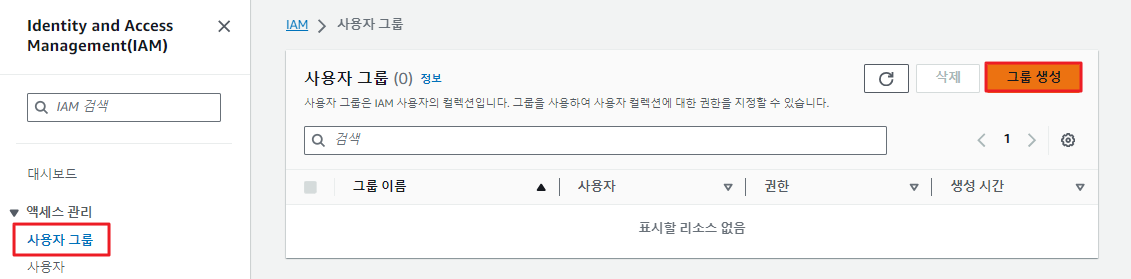 Identity and Access
Management(IAM)
IAM 검색
대시보드
액세스 관리
사용자 그룹
사용자
IAM > 사용자 그룹
사용자 그룹 (0) 정보
삭제
그룹 생성
사용자 그룹은 IAM 사용자의 컬렉션입니다. 그룹을 사용하여 사용자 컬렉션에 대한 권한을 지정할 수 있습니다.
검색
1
그룹 이름 사용자 권한 생성 시간
표시할 리소스 없음